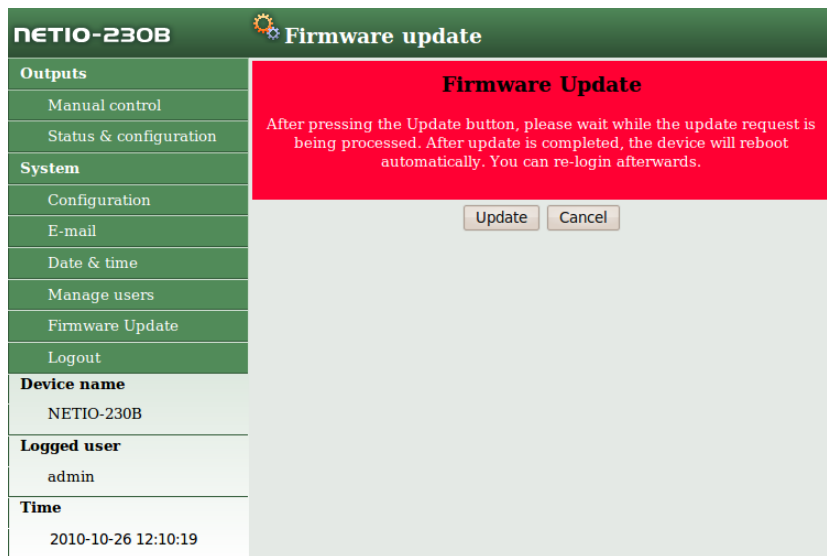 NETIO-230B
Firmware update
Outputs
Manual control
Status & configuration
System
Configuration
E-mail
Date & time
Manage users
Firmware Update
Logout
Device name
NETIO-230B
Logged user
admin
Time
2010-10-26 12:10:19
Firmware Update
After pressing the Update button, please wait while the update request is
being processed. After update is completed, the device will reboot
automatically. You can re-login afterwards.
Update Cancel